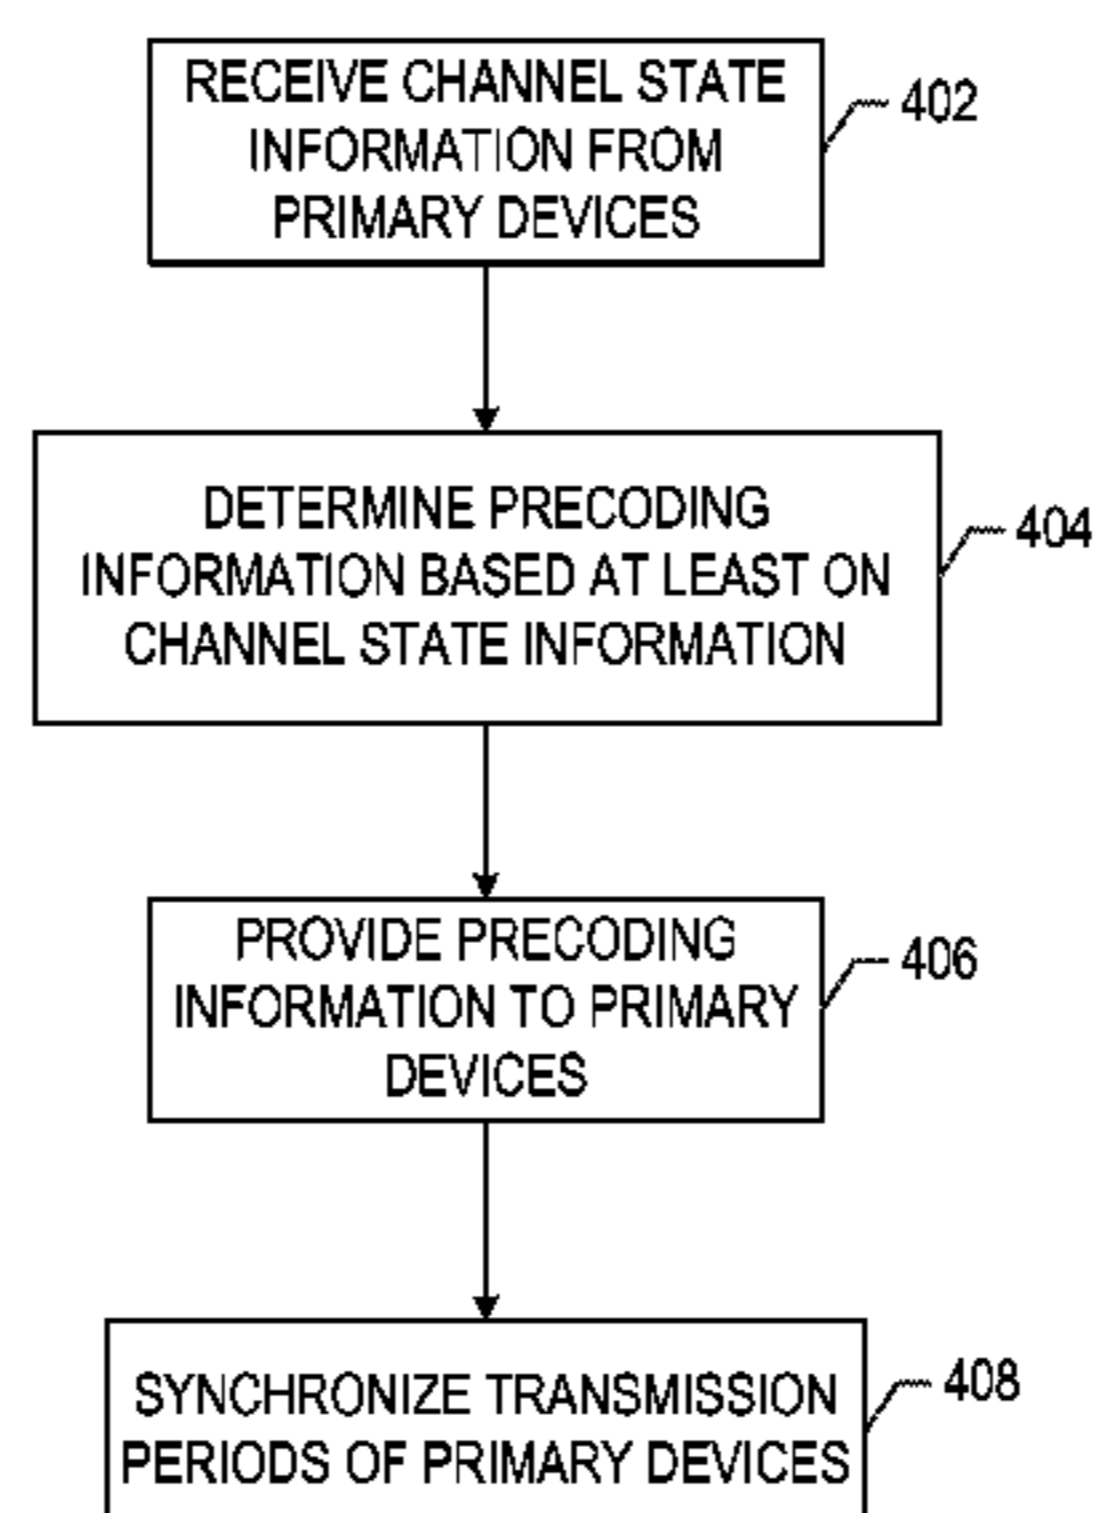 RECEIVE CHANNEL STATE
INFORMATION FROM
PRIMARY DEVICES
402
DETERMINE PRECODING
INFORMATION BASED AT LEAST ON
CHANNEL STATE INFORMATION
404
PROVIDE PRECODING
INFORMATION TO PRIMARY
DEVICES
406
SYNCHRONIZE TRANSMISSION
PERIODS OF PRIMARY DEVICES
408